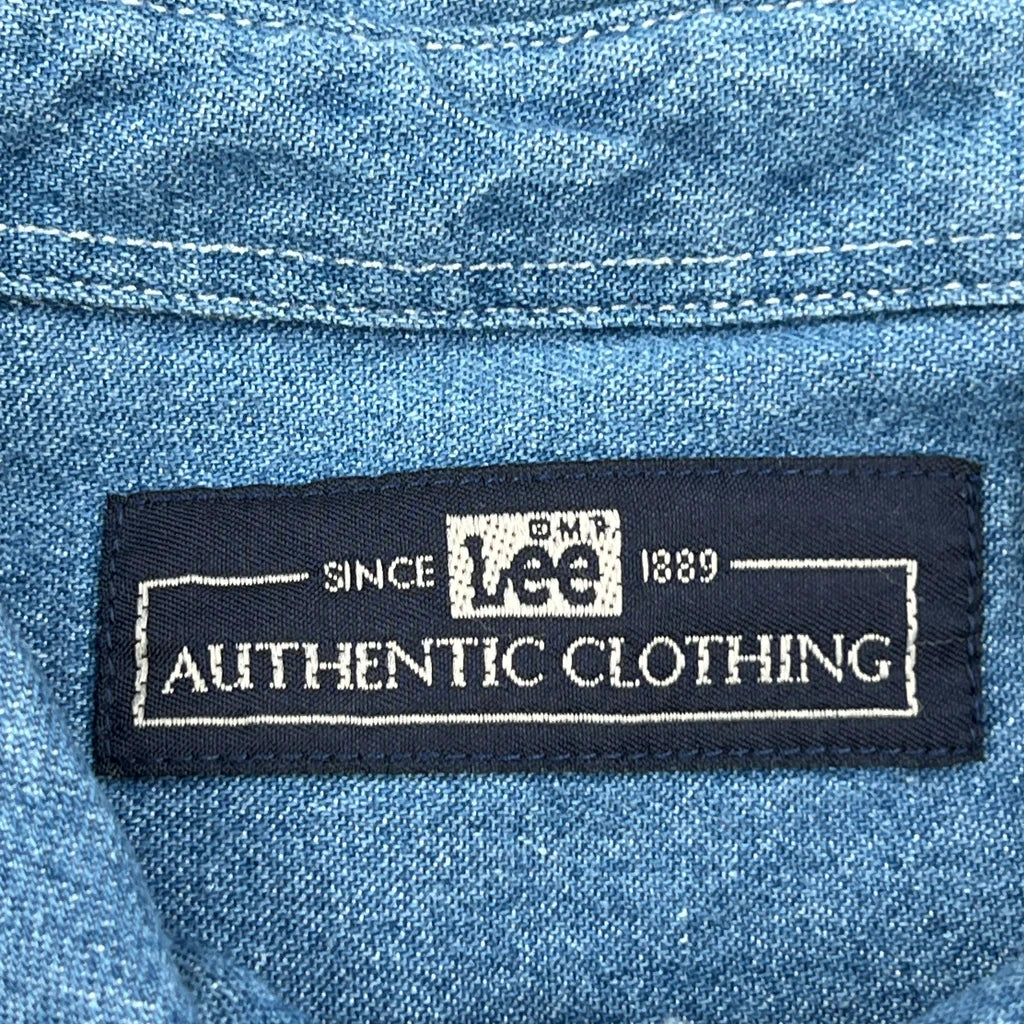 ® M.R.
SINCE Lee 1889
AUTHENTIC CLOTHING